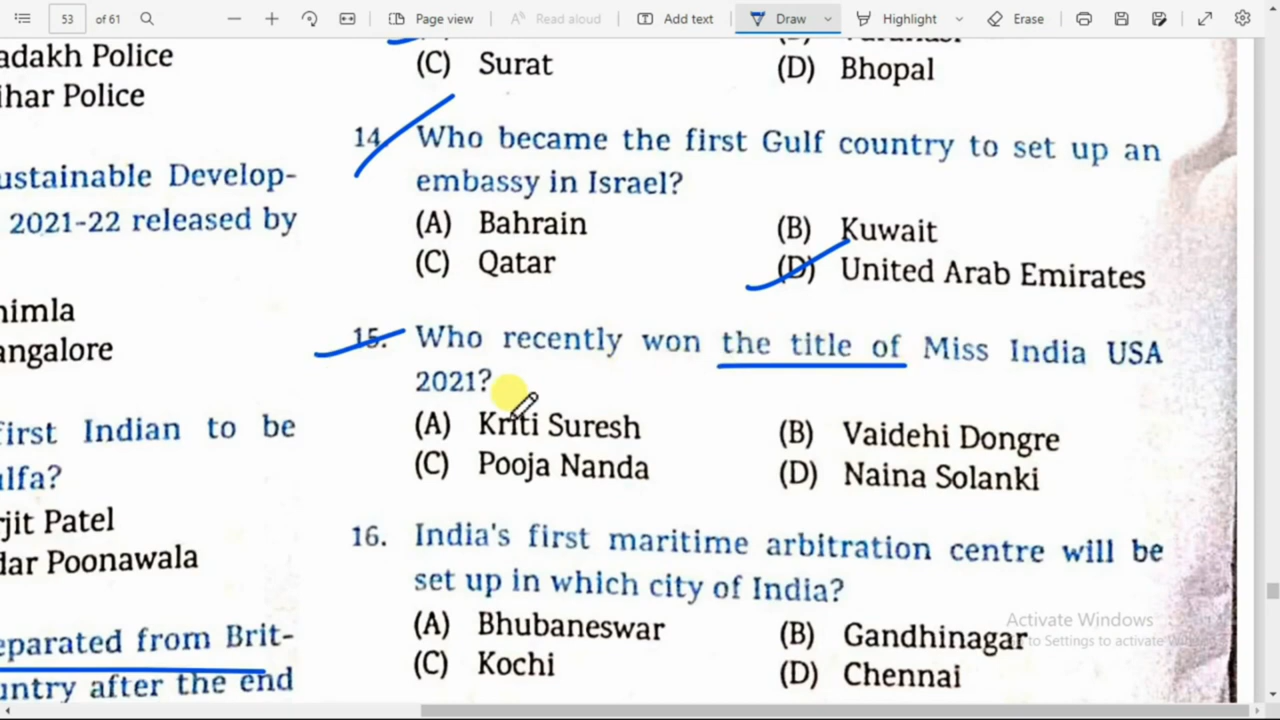 53 of 61
Page view
Read aloud
Add text
Draw
Highlight
Erase
adakh Police
ihar Police
ustainable Develop-
2021-22 released by
himla
angalore
first Indian to be
alfa?
rjit Patel
dar Poonawala
eparated from Brit-
untry after the end
(C) Surat
(D) Bhopal
14. Who became the first Gulf country to set up an
embassy in Israel?
(A) Bahrain
(B) Kuwait
(C) Qatar
(D) United Arab Emirates
15. Who recently won the title of Miss India USA
2021?
(A) Kriti Suresh
(B) Vaidehi Dongre
(C) Pooja Nanda
(D) Naina Solanki
16. India's first maritime arbitration centre will be
set up in which city of India?
(A) Bhubaneswar
(B) Gandhinagar
(C) Kochi
(D) Chennai
Activate Windows
to Settings to activate